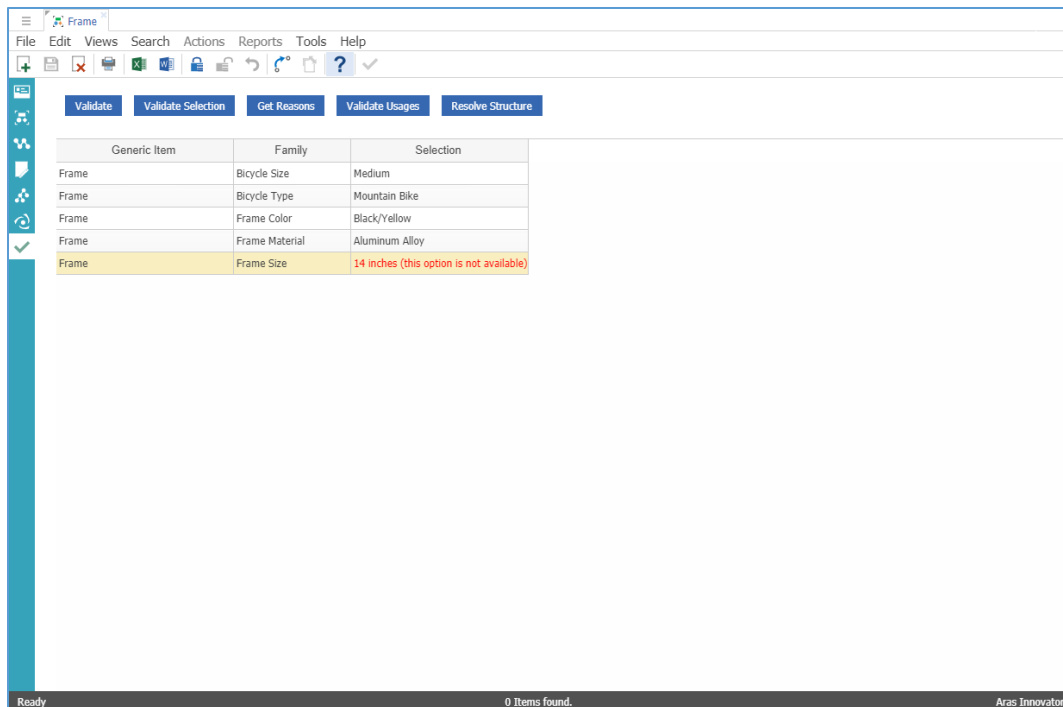 Frame
File Edit Views Search Actions Reports Tools Help
Validate Validate Selection Get Reasons Validate Usages Resolve Structure
Generic Item Family Selection
Frame Bicycle Size Medium
Frame Bicycle Type Mountain Bike
Frame Frame Color Black/Yellow
Frame Frame Material Aluminum Alloy
Frame Frame Size 14 inches (this option is not available)
Ready 0 Items found. Aras Innovator